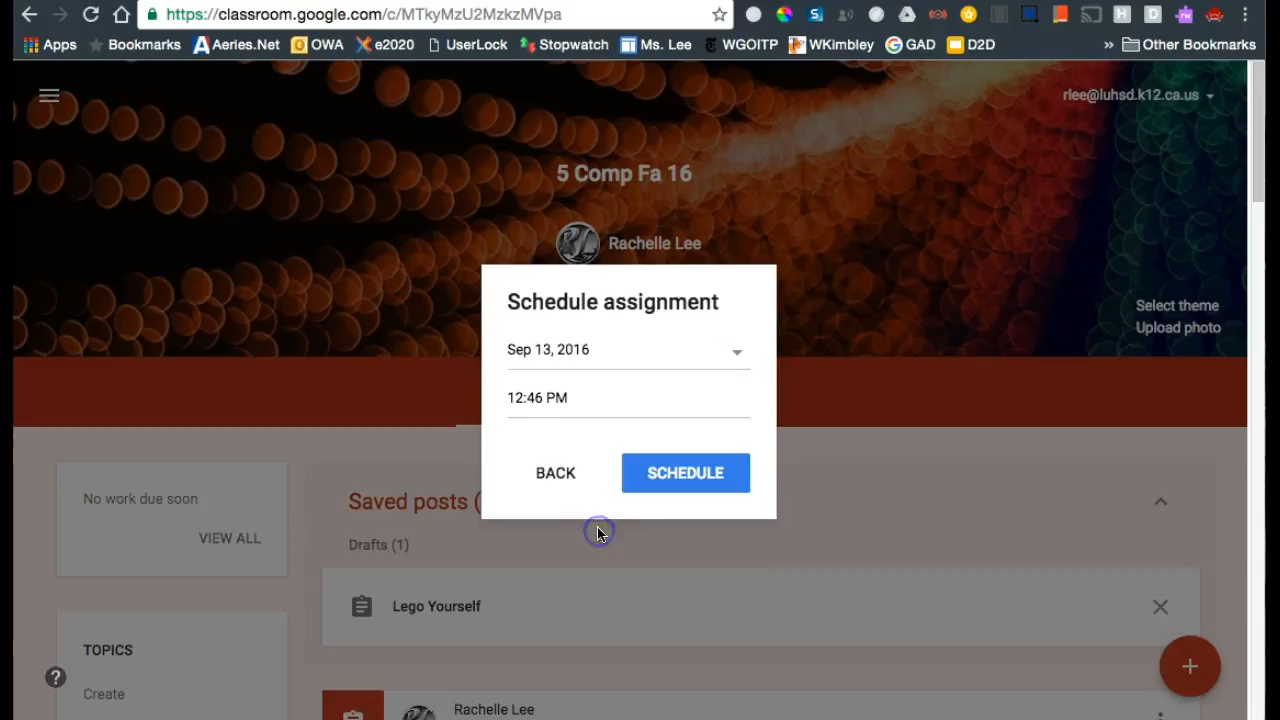 https://classroom.google.com/c/MTkyMzU2MzkzMVpa
Apps Bookmarks Aeries.Net OWA e2020 UserLock Stopwatch Ms. Lee WGOITP WKimbley GAD D2D » Other Bookmarks
rlee@luhsd.k12.ca.us
5 Comp Fa 16
Rachelle Lee
Select theme
Upload photo
Schedule assignment
Sep 13, 2016
12:46 PM
BACK SCHEDULE
No work due soon
VIEW ALL
Saved posts (
Drafts (1)
Lego Yourself
TOPICS
Create
Rachelle Lee